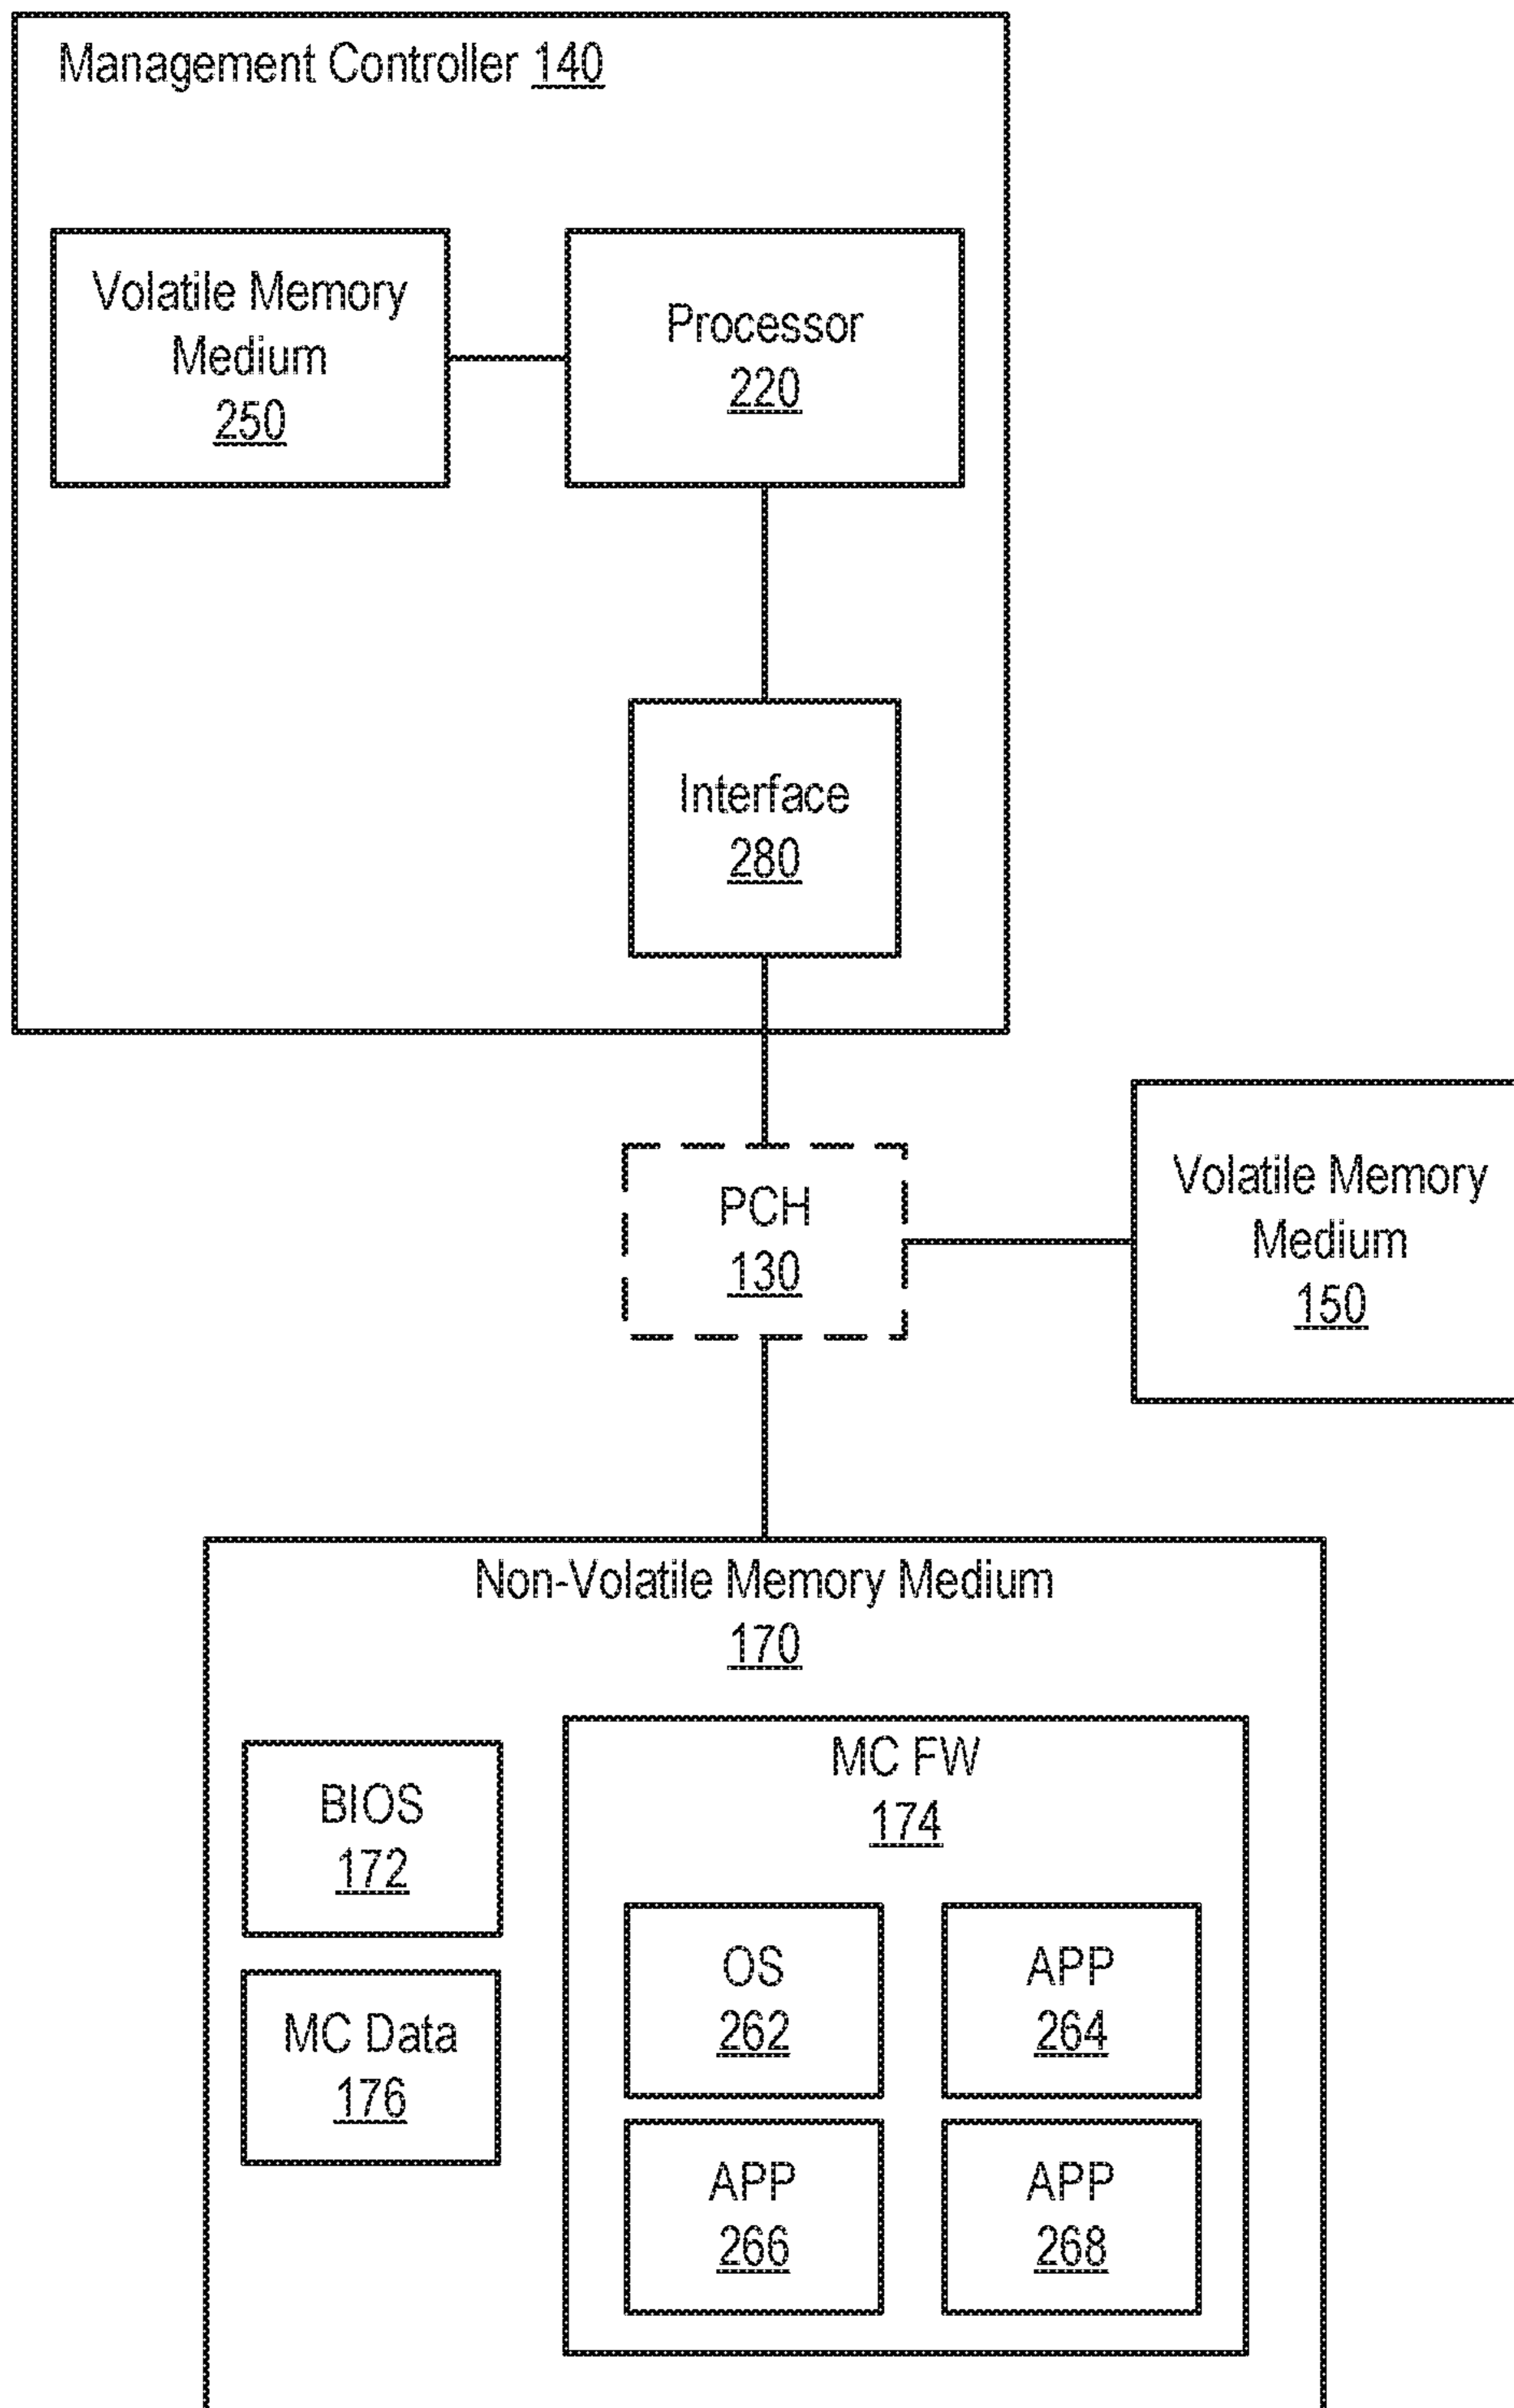 Management Controller 140
Volatile Memory
Medium
250
Processor
220
Interface
280
PCH
130
Volatile Memory
Medium
150
Non-Volatile Memory Medium
170
BIOS
172
MC Data
176
MC FW
174
OS
262
APP
264
APP
266
APP
268